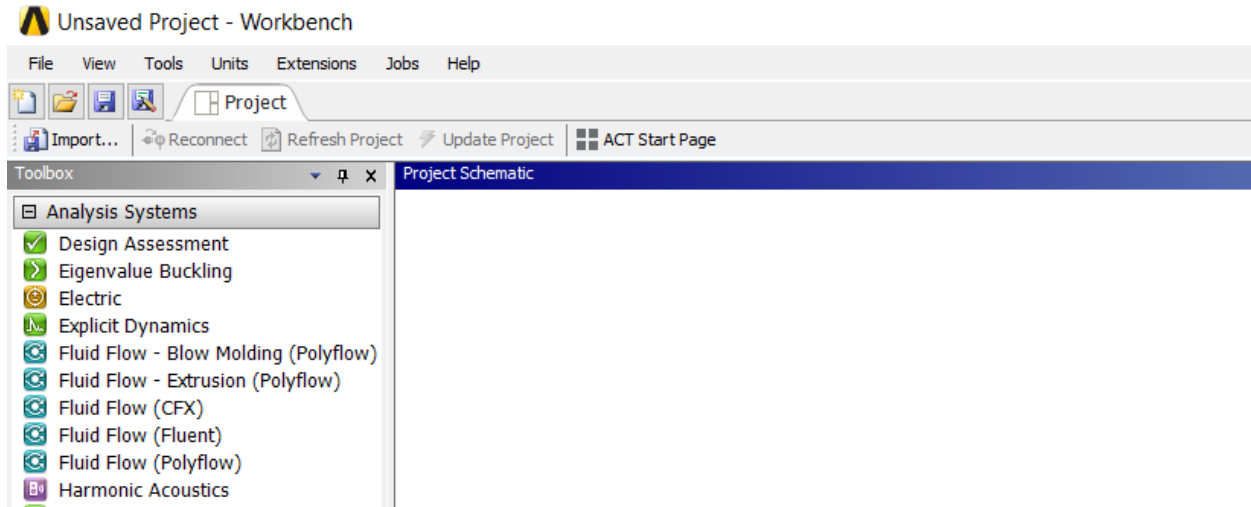 Unsaved Project - Workbench
File View Tools Units Extensions Jobs Help
Project
Import... Reconnect Refresh Project Update Project ACT Start Page
Toolbox
Project Schematic
Analysis Systems
Design Assessment
Eigenvalue Buckling
Electric
Explicit Dynamics
Fluid Flow - Blow Molding (Polyflow)
Fluid Flow - Extrusion (Polyflow)
Fluid Flow (CFX)
Fluid Flow (Fluent)
Fluid Flow (Polyflow)
Harmonic Acoustics